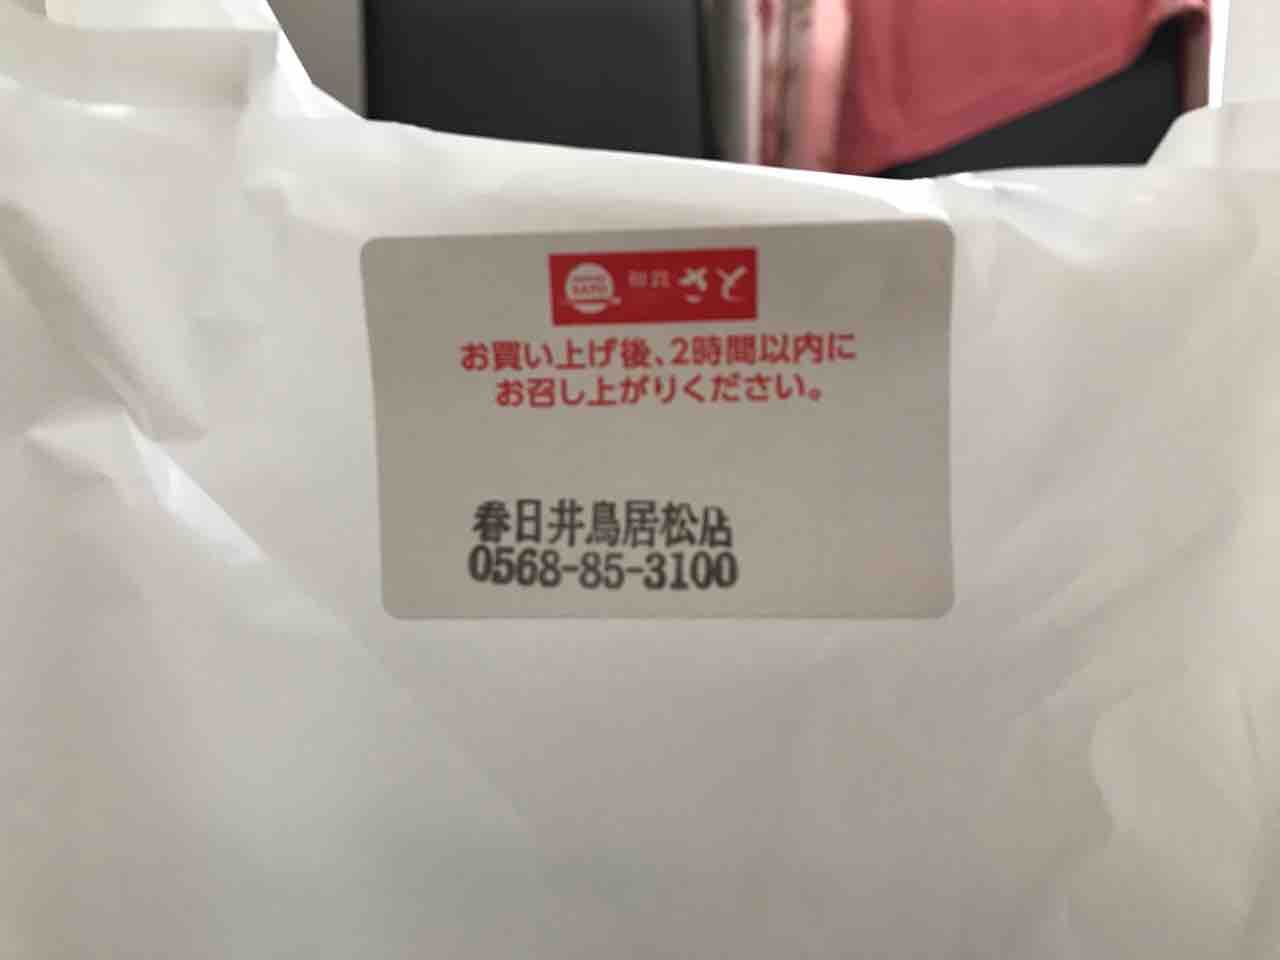 和食 さと
お買い上げ後、2時間以内に
お召し上がりください。
春日井鳥居松店
0568-85-3100